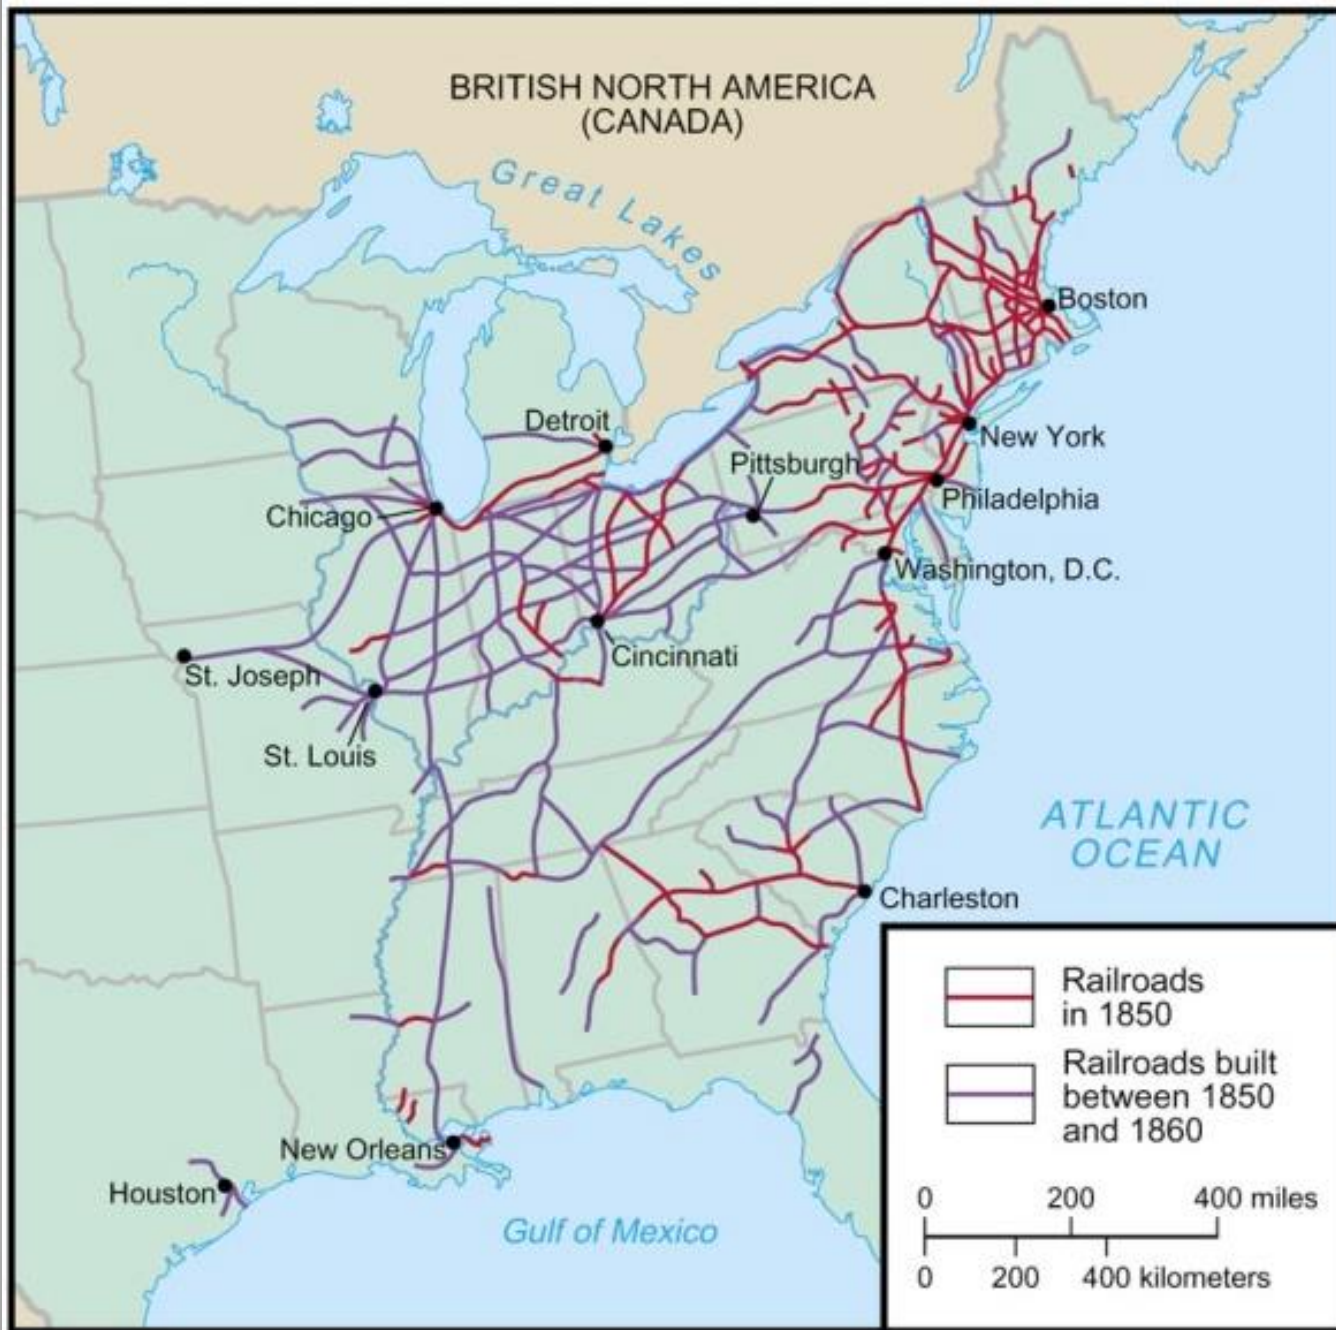 BRITISH NORTH AMERICA
(CANADA)
Great Lakes
Boston
Detroit
New York
Pittsburgh
Philadelphia
Chicago
Washington, D.C.
Cincinnati
St. Joseph
St. Louis
ATLANTIC
OCEAN
Charleston
New Orleans
Houston
Gulf of Mexico
Railroads
in 1850
Railroads built
between 1850
and 1860
0 200 400 miles
0 200 400 kilometers